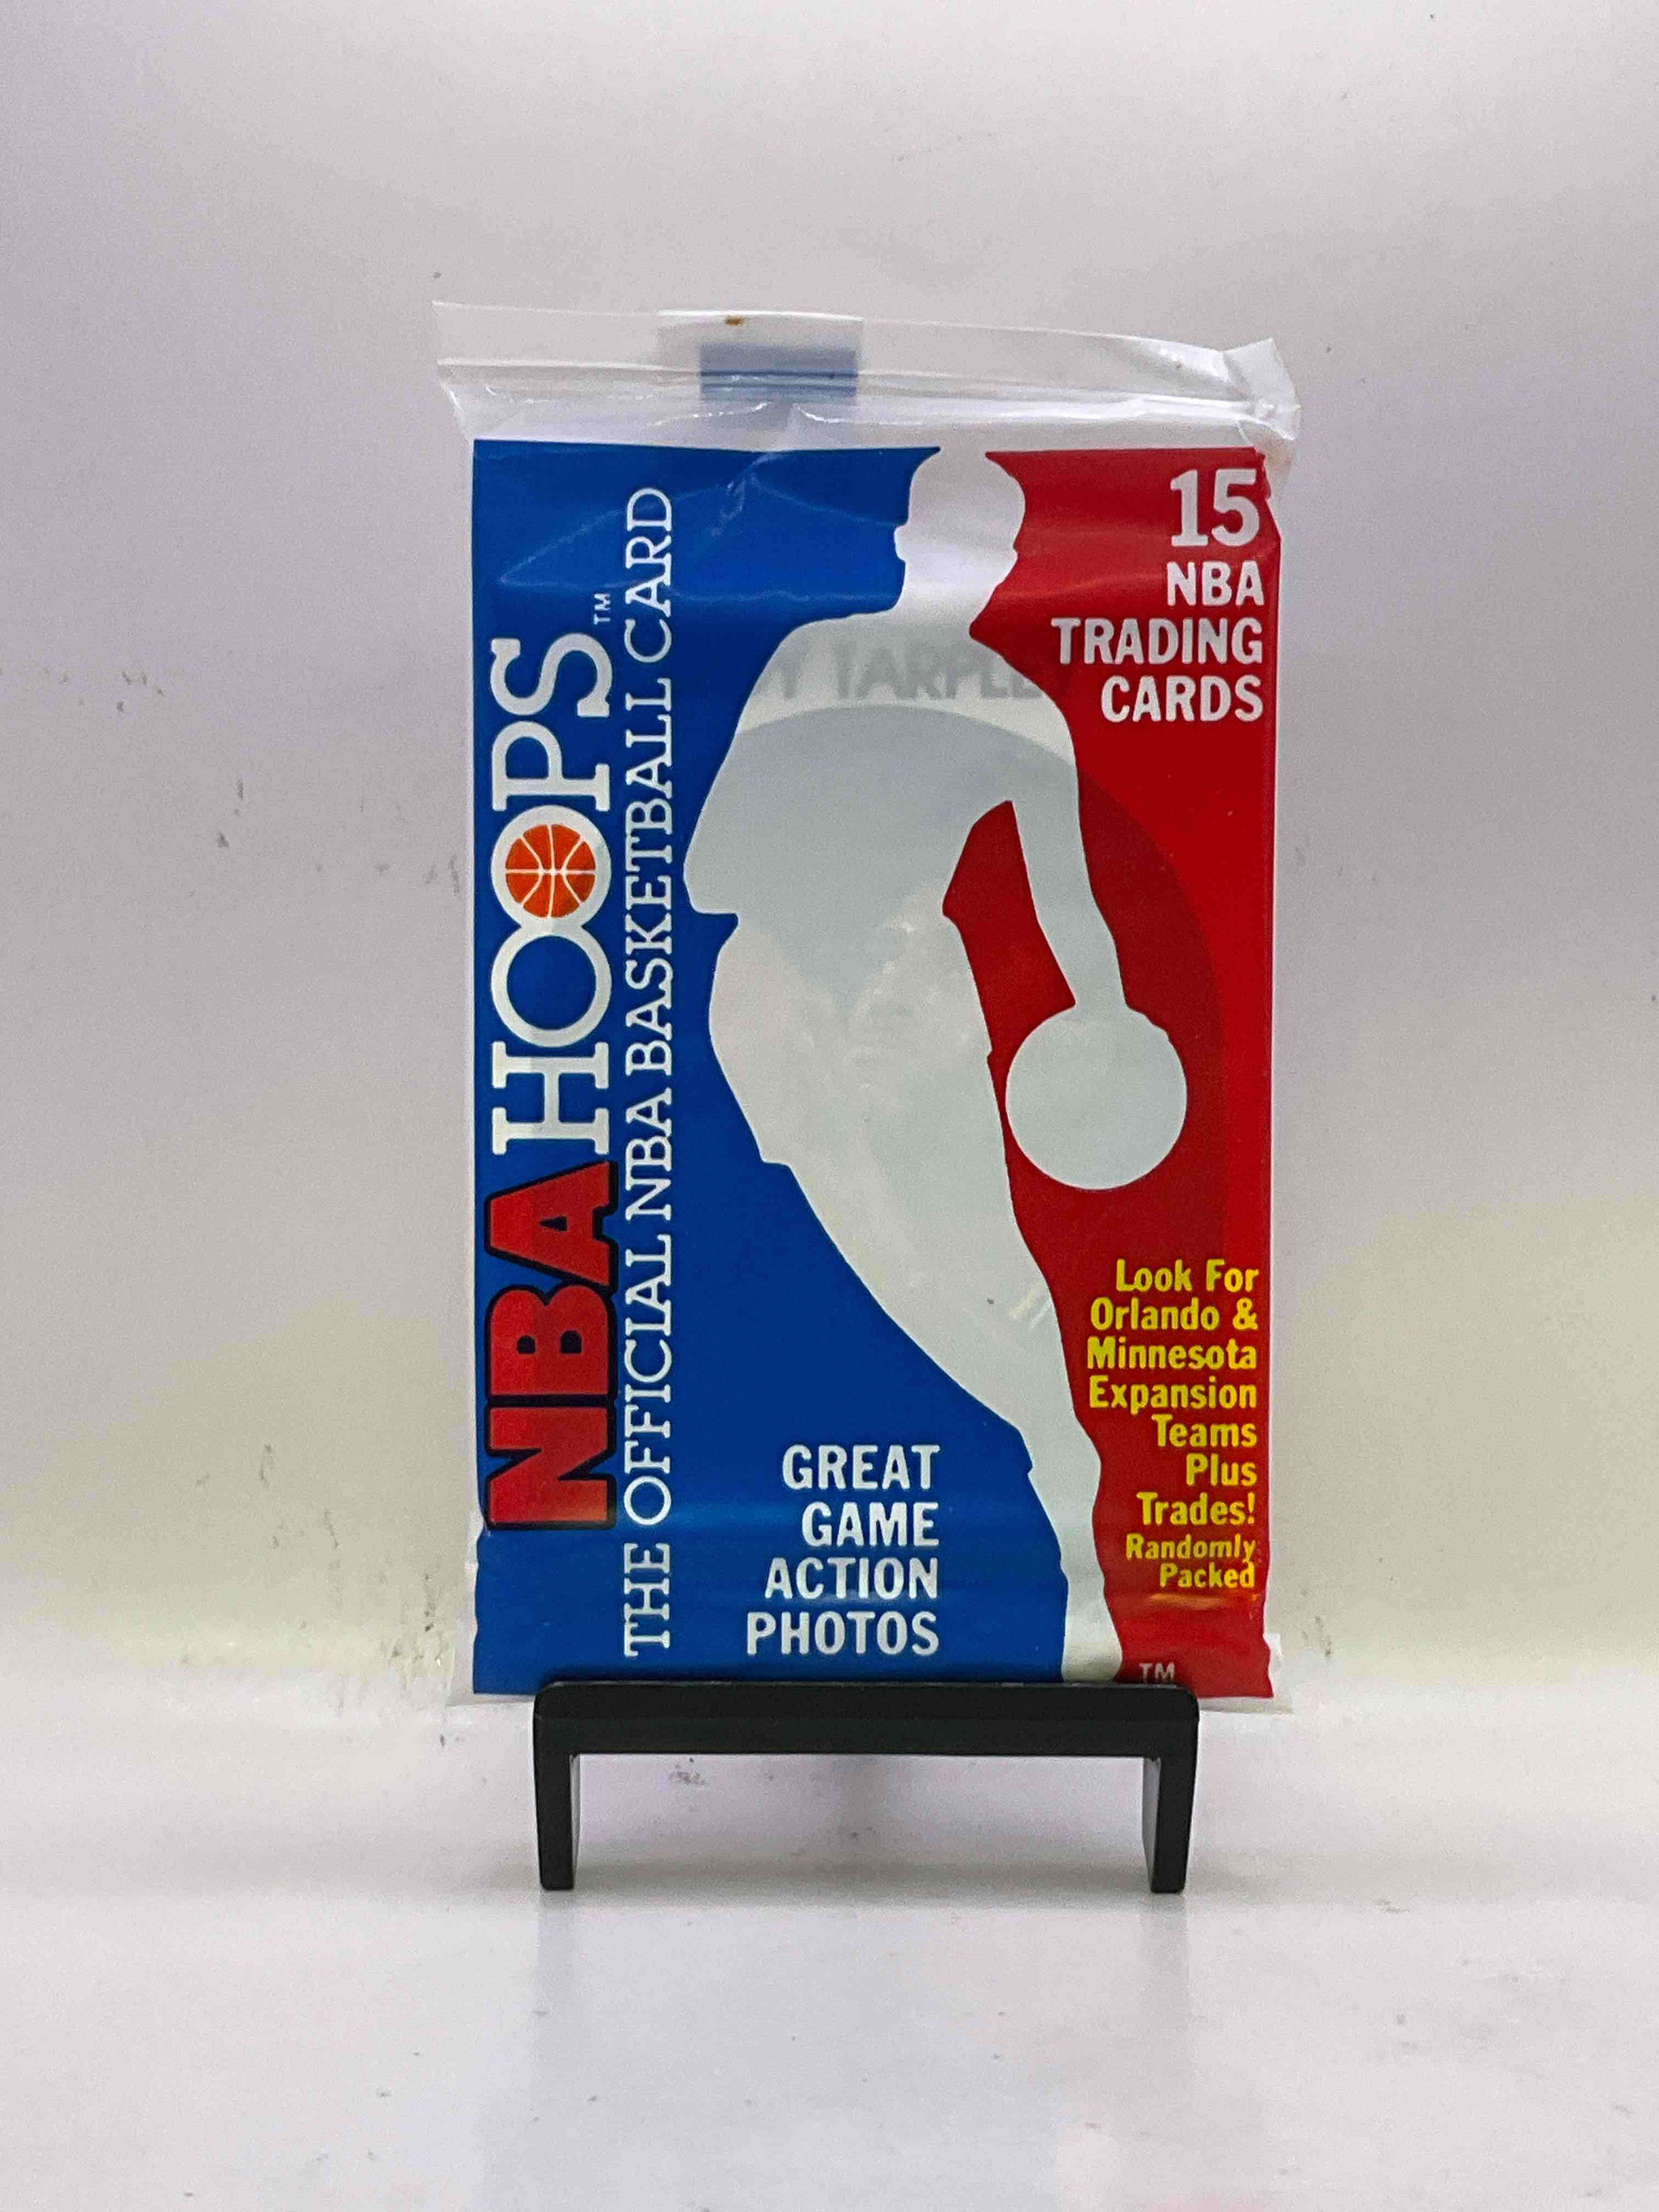 NBA HOOPS™
THE OFFICIAL NBA BASKETBALL CARD
15
NBA
TRADING
CARDS
Y TARPLEY
Look For
Orlando &
Minnesota
Expansion
Teams
Plus
Trades!
Randomly
Packed
GREAT
GAME
ACTION
PHOTOS
TM